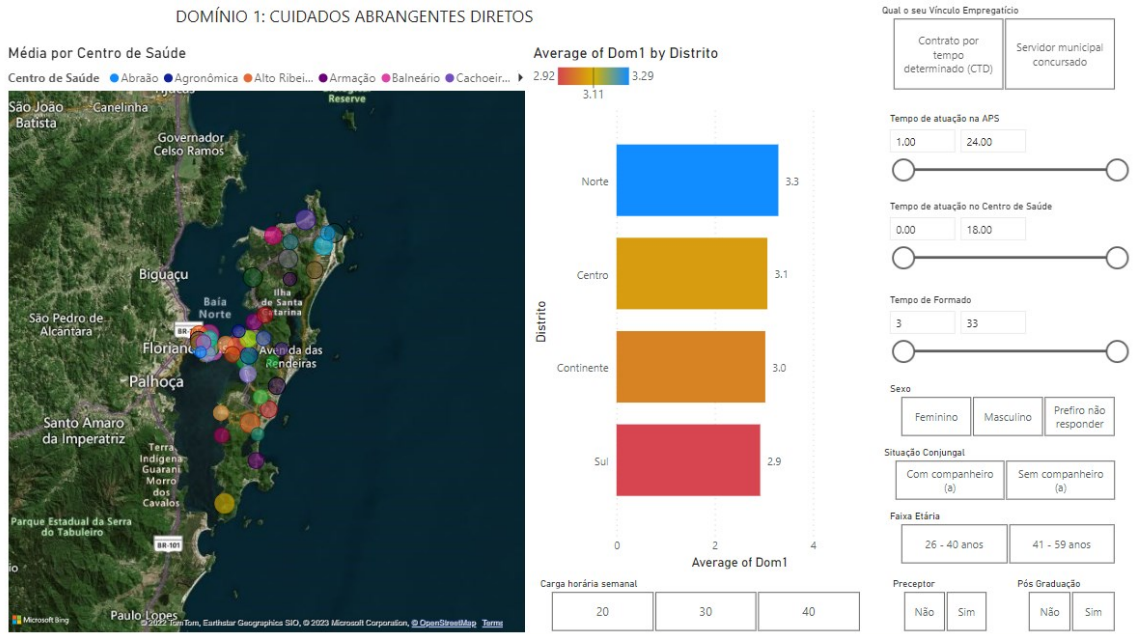 DOMÍNIO 1: CUIDADOS ABRANGENTES DIRETOS
Média por Centro de Saúde
Centro de Saúde Abraão Agronômica Alto Ribei... Armação Balneário Cachoeir...
São João
Batista
Canelinha
Reserve
Governador
Celso Ramos
Biguaçu
Baía
Norte
Ilha
de Santa
Catarina
São Pedro de
Alcântara
BR-
Avenida das
Rendeiras
Palhoça
Santo Amaro
da Imperatriz
Terra
Indígena
Guarani
Morro
dos
Cavalos
Parque Estadual da Serra
do Tabuleiro
BR-101
Paulo Lopes
Microsoft Bing
© 2022 TomTom, Earthstar Geographics SIO, © 2023 Microsoft Corporation, © OpenStreetMap Terms
Average of Dom1 by Distrito
2.92 3.29
3.11
Distrito
Norte 3.3
Centro 3.1
Continente 3.0
Sul 2.9
0 2 4
Average of Dom1
Carga horária semanal
20 30 40
Qual o seu Vínculo Empregatício
Contrato por
tempo
determinado (CTD)
Servidor municipal
concursado
Tempo de atuação na APS
1.00 24.00
Tempo de atuação no Centro de Saúde
0.00 18.00
Tempo de Formado
3 33
Sexo
Feminino
Masculino
Prefiro não
responder
Situação Conjungal
Com companheiro
(a)
Sem companheiro
(a)
Faixa Etária
26 - 40 anos 41 - 59 anos
Preceptor
Não Sim
Pós Graduação
Não Sim